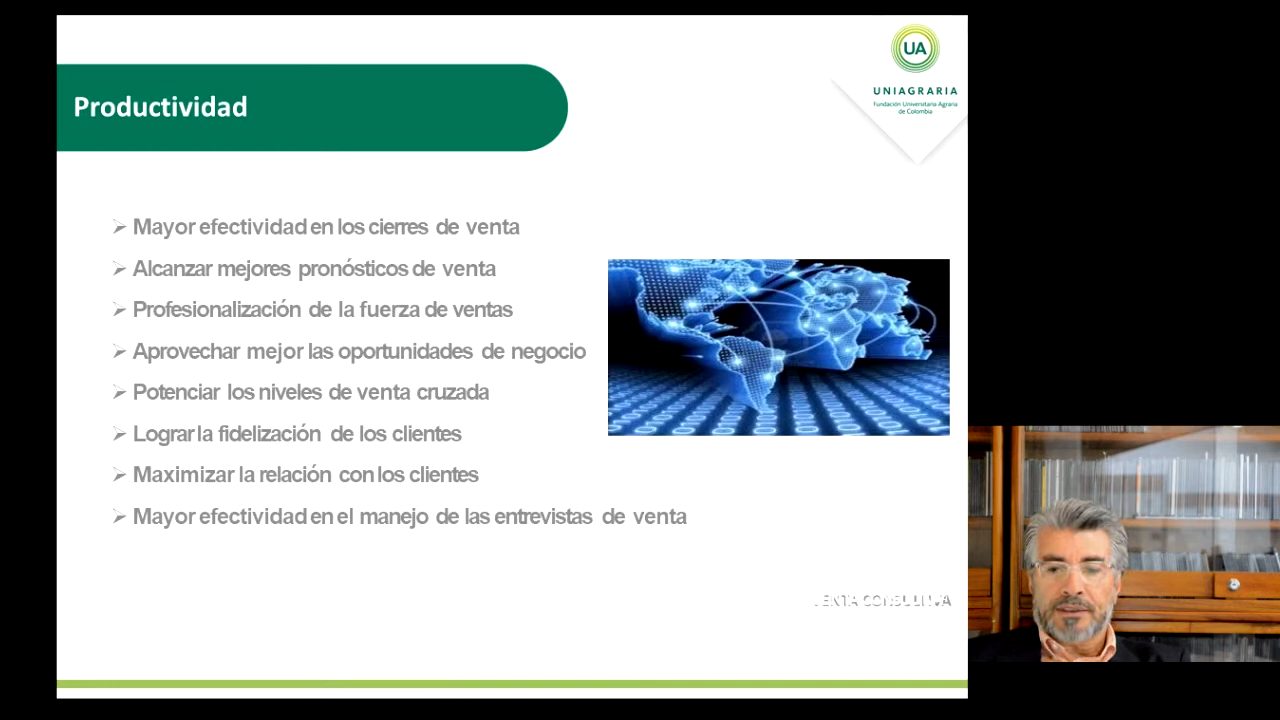 UA
UNIAGRARIA
Fundación Universitaria Agraria
de Colombia
Productividad
Mayor efectividad en los cierres de venta
Alcanzar mejores pronósticos de venta
Profesionalización de la fuerza de ventas
Aprovechar mejor las oportunidades de negocio
Potenciar los niveles de venta cruzada
Lograr la fidelización de los clientes
Maximizar la relación con los clientes
Mayor efectividad en el manejo de las entrevistas de venta
VENTA CONSULTIVA